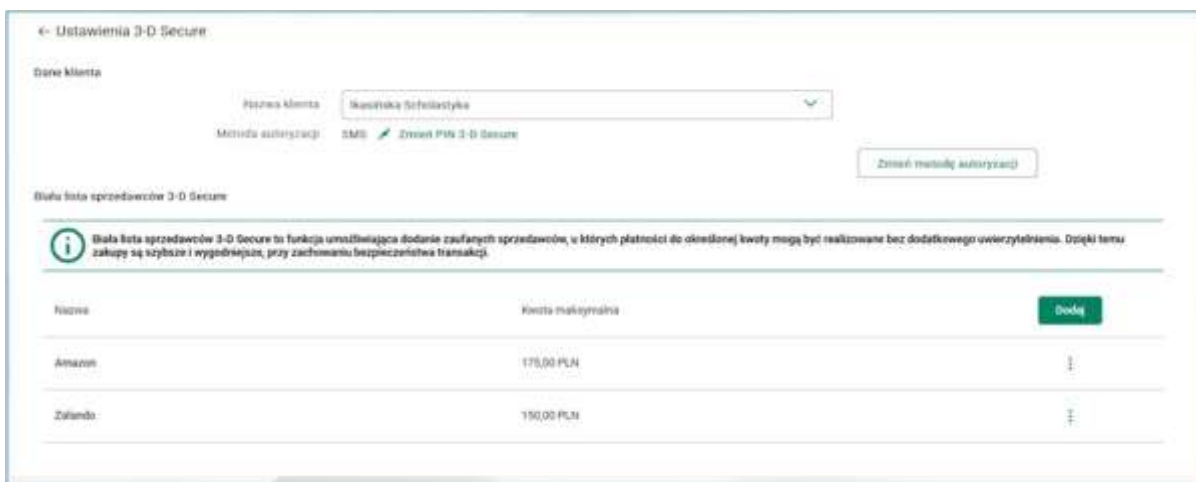 ← Ustawienia 3-D Secure
Dane klienta
Nazwa klienta
Ikasińska Scholastyka
Metoda autoryzacji
SMS Zmień PIN 3-D Secure
Zmień metodę autoryzacji
Biała lista sprzedawców 3-D Secure
Biała lista sprzedawców 3-D Secure to funkcja umożliwiająca dodanie zaufanych sprzedawców, u których płatności do określonej kwoty mogą być realizowane bez dodatkowego uwierzytelnienia. Dzięki temu
zakupy są szybsze i wygodniejsze, przy zachowaniu bezpieczeństwa transakcji.
Nazwa Kwota maksymalna Dodaj
Amazon 175,00 PLN
Zalando 150,00 PLN